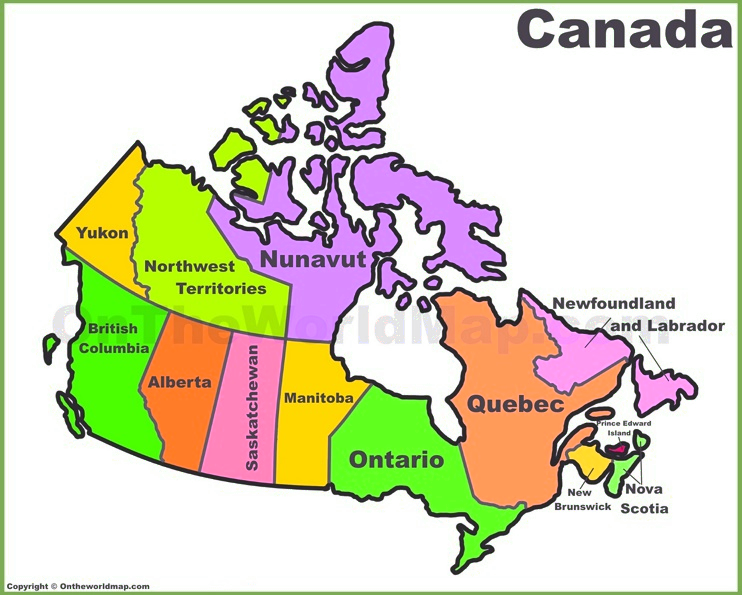 Canada
Yukon
Northwest
Territories
Nunavut
British
Columbia
Alberta
Saskatchewan
Manitoba
Ontario
Quebec
Newfoundland
and Labrador
Prince Edward
Island
New
Brunswick
Nova
Scotia
OnTheWorldMap.com
Copyright © Ontheworldmap.com